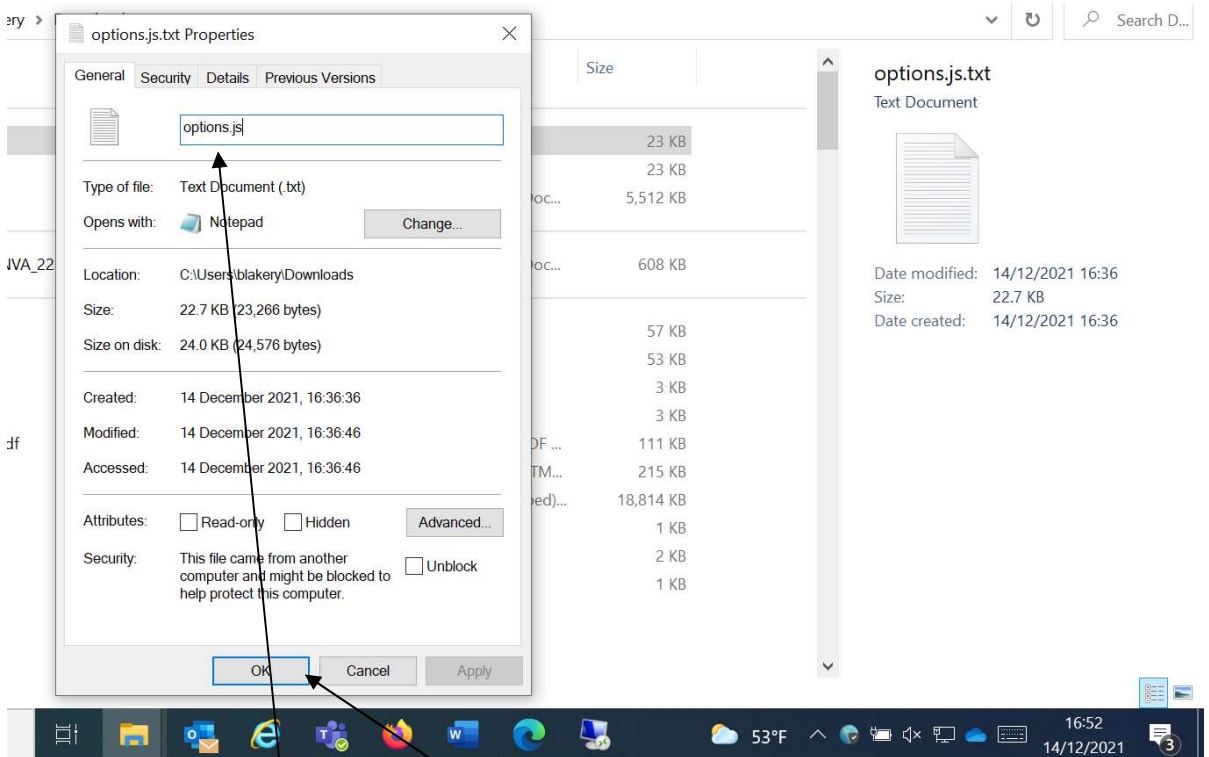 ery >
Search D...
options.js.txt Properties
General Security Details Previous Versions
options.js
Type of file: Text Document (.txt)
Opens with: Notepad Change...
Location: C:\Users\blakery\Downloads
Size: 22.7 KB (23,266 bytes)
Size on disk: 24.0 KB (24,576 bytes)
Created: 14 December 2021, 16:36:36
Modified: 14 December 2021, 16:36:46
Accessed: 14 December 2021, 16:36:46
Attributes: Read-only Hidden Advanced...
Security: This file came from another
computer and might be blocked to
help protect this computer.
Unblock
OK Cancel Apply
NVA_22
df
Size
23 KB
23 KB
oc... 5,512 KB
oc... 608 KB
57 KB
53 KB
3 KB
3 KB
DF ... 111 KB
TM... 215 KB
ped)... 18,814 KB
1 KB
2 KB
1 KB
options.js.txt
Text Document
Date modified: 14/12/2021 16:36
Size: 22.7 KB
Date created: 14/12/2021 16:36
53°F
16:52
14/12/2021
3